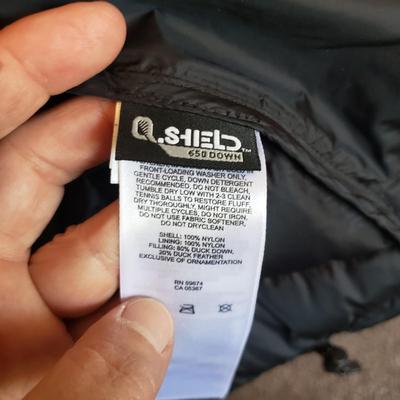 Q.SHIELD™
650 DOWN
FRONT-LOADING WASHER ONLY,
GENTLE CYCLE, DOWN DETERGENT
RECOMMENDED, DO NOT BLEACH,
TUMBLE DRY LOW WITH 2-3 CLEAN
TENNIS BALLS TO RESTORE FLUFF,
DRY THOROUGHLY, MIGHT REQUIRE
MULTIPLE CYCLES, DO NOT IRON,
DO NOT USE FABRIC SOFTENER,
DO NOT DRYCLEAN
SHELL: 100% NYLON
LINING: 100% NYLON
FILLING: 80% DUCK DOWN,
20% DUCK FEATHER
EXCLUSIVE OF ORNAMENTATION
RN 69674
CA 05367